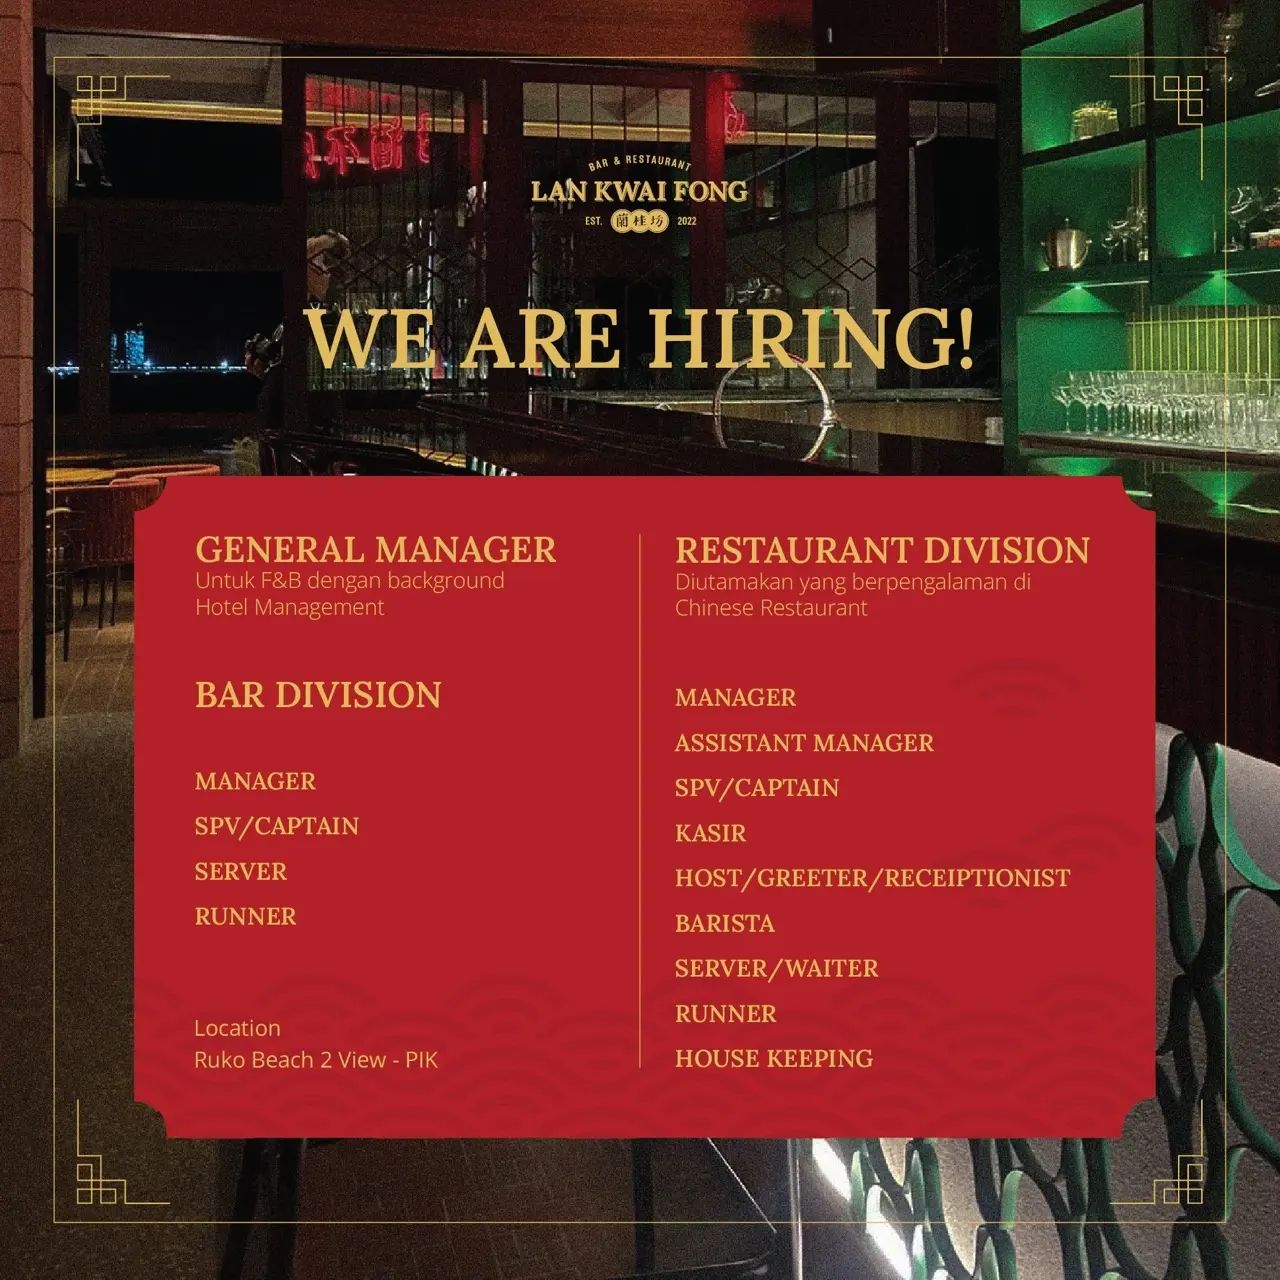 BAR & RESTAURANT
LAN KWAI FONG
EST. 蘭桂坊 2022
WE ARE HIRING!
GENERAL MANAGER
Untuk F&B dengan background
Hotel Management
BAR DIVISION
MANAGER
SPV/CAPTAIN
SERVER
RUNNER
Location
Ruko Beach 2 View - PIK
RESTAURANT DIVISION
Diutamakan yang berpengalaman di
Chinese Restaurant
MANAGER
ASSISTANT MANAGER
SPV/CAPTAIN
KASIR
HOST/GREETER/RECEIPTIONIST
BARISTA
SERVER/WAITER
RUNNER
HOUSE KEEPING